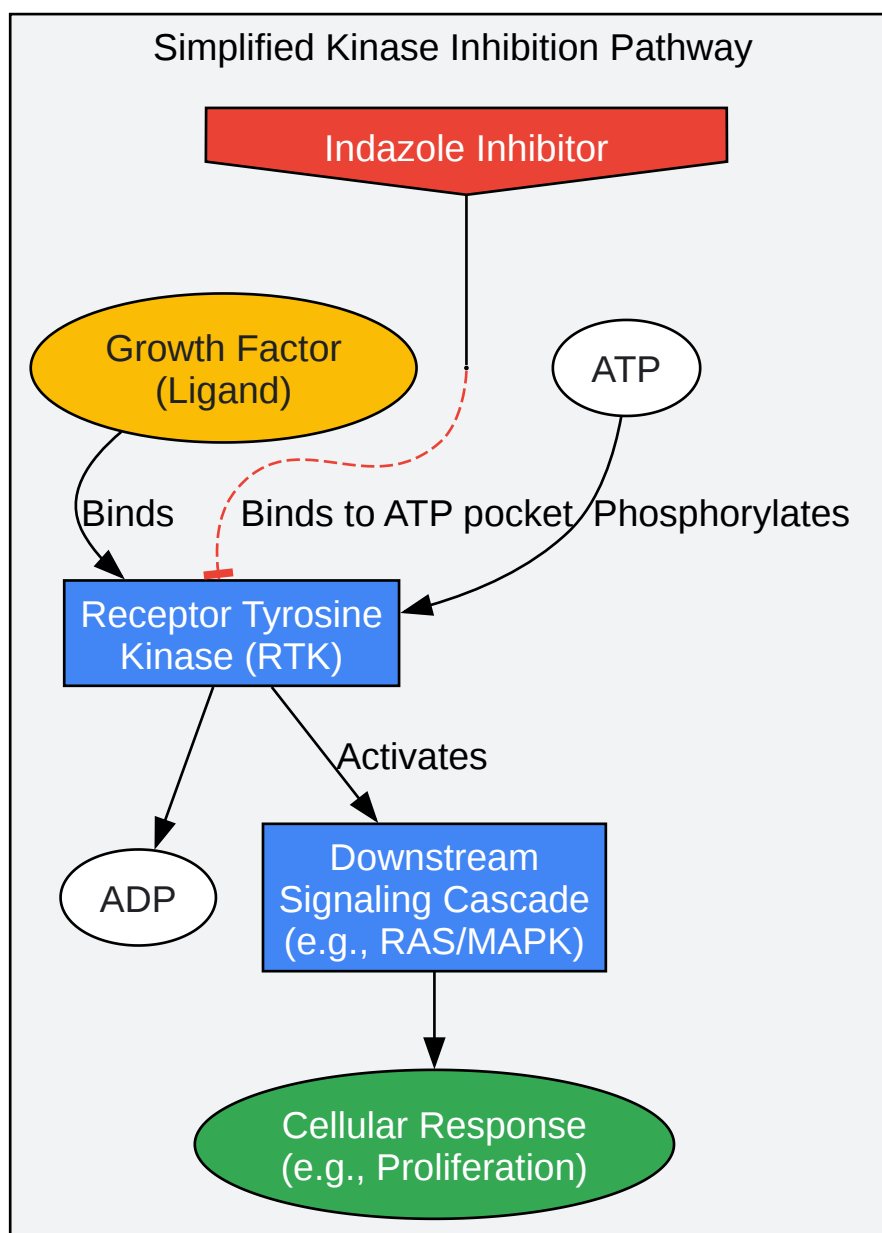 Simplified Kinase Inhibition Pathway
Indazole Inhibitor
Growth Factor
(Ligand)
ATP
Binds
Binds to ATP pocket
Phosphorylates
Receptor Tyrosine
Kinase (RTK)
Activates
ADP
Downstream
Signaling Cascade
(e.g., RAS/MAPK)
Cellular Response
(e.g., Proliferation)